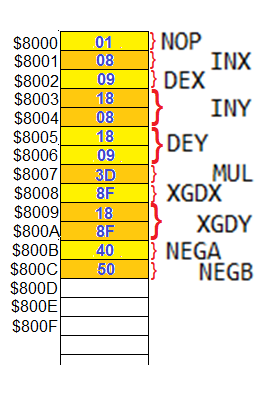 $8000 01 NOP
$8001 08 INX
$8002 09 DEX
$8003 18 INY
$8004 08
$8005 18 DEY
$8006 09
$8007 3D MUL
$8008 8F XGDX
$8009 18 XGDY
$800A 8F
$800B 40 NEGA
$800C 50 NEGB
$800D
$800E
$800F